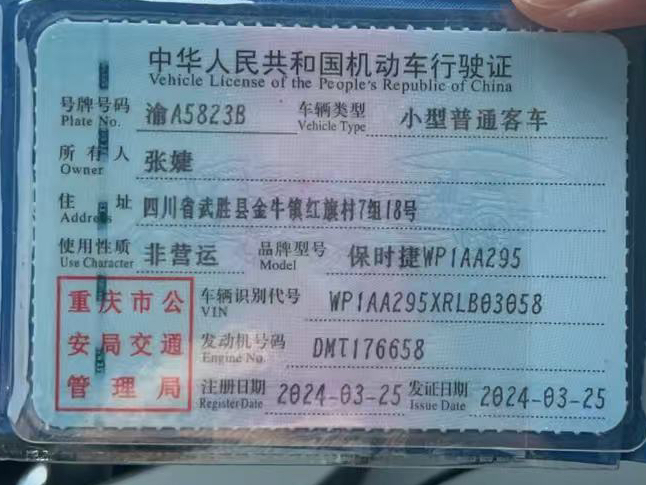 中华人民共和国机动车行驶证
Vehicle License of the People's Republic of China
号牌号码 渝A5823B 车辆类型 小型普通客车
Plate No. Vehicle Type
所有人 张婕
Owner
住址 四川省武胜县金牛镇红旗村7组18号
Address
使用性质 非营运 品牌型号 保时捷WP1AA295
Use Character Model
重庆市公安局交通管理局
车辆识别代号 WP1AA295XRLB03058
VIN
发动机号码 DMT176658
Engine No.
注册日期 2024-03-25 发证日期 2024-03-25
Register Date Issue Date